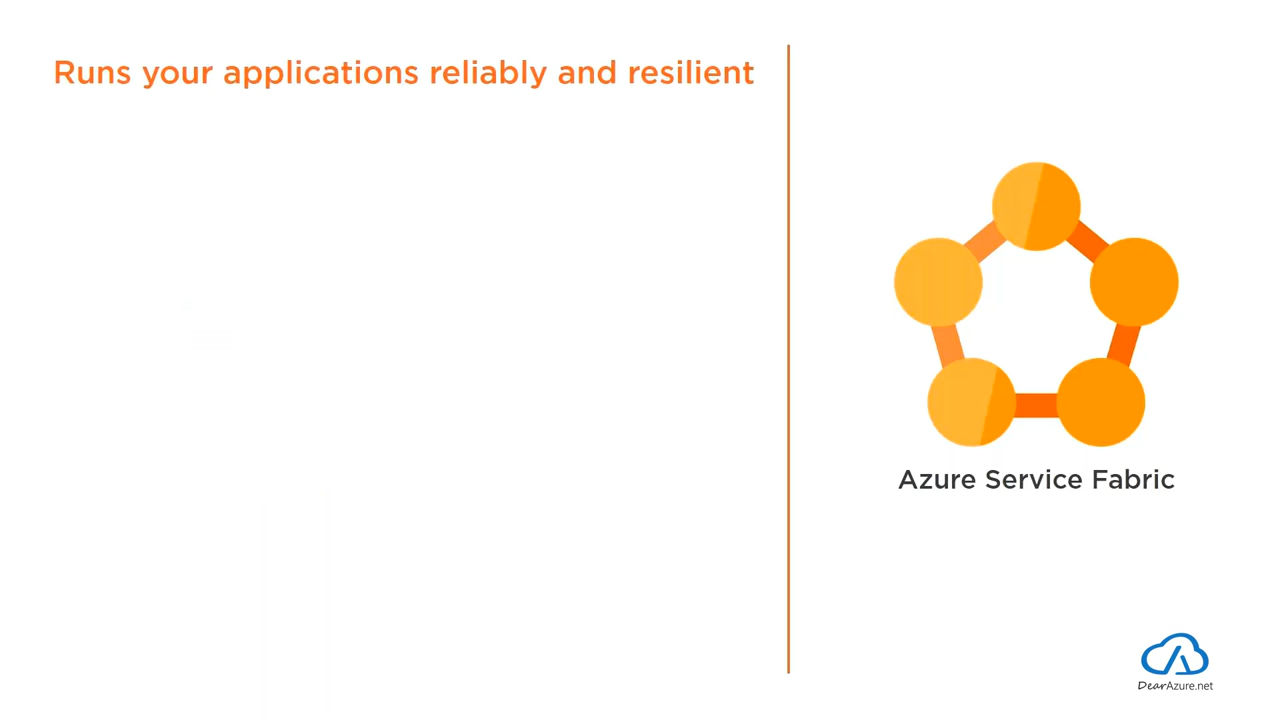 Runs your applications reliably and resilient
Azure Service Fabric
DearAzure.net